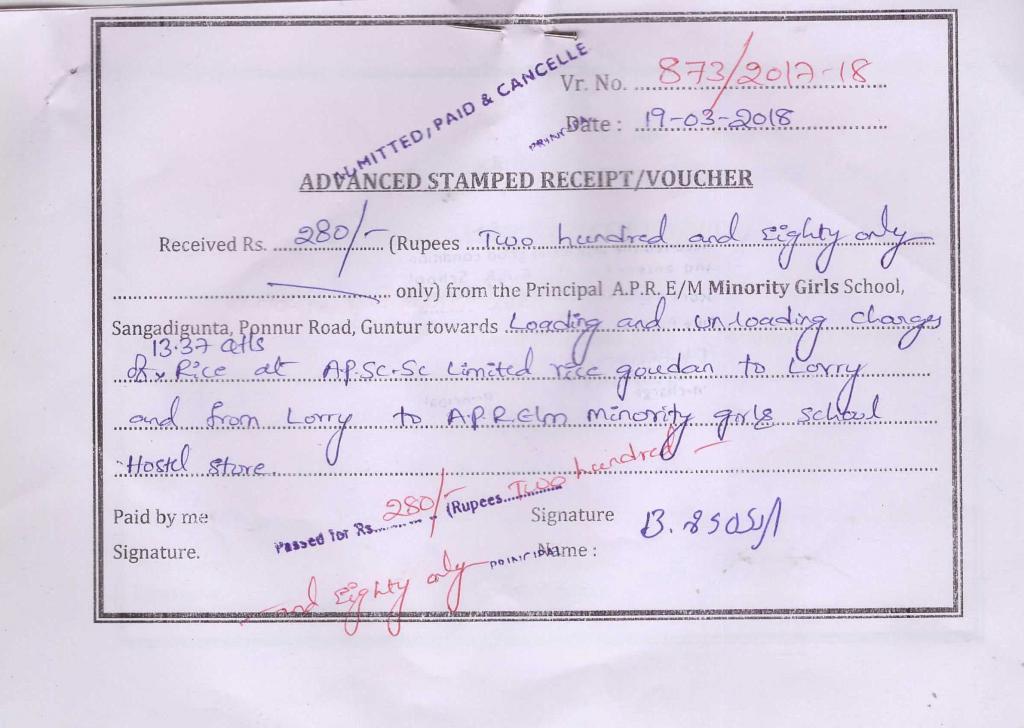 ADMITTED, PAID & CANCELLE
Vr. No. 873/2017-18
Date : 19-03-2018
ADVANCED STAMPED RECEIPT/VOUCHER
Received Rs. 280/- (Rupees Two hundred and Eighty only
only) from the Principal A.P.R. E/M Minority Girls School,
Sangadigunta, Ponnur Road, Guntur towards Loading and unloading charges
13.37 Qtls
of Rice at A.P.Sc.Sc Limited rice goudan to Lorry
and from Lorry to A.P.R.E/m minority girls school
Hostel store
Passed for Rs. 280/- (Rupees Two hundred
and Eighty only
PRINCIPAL
Paid by me
Signature.
Signature B.
Name :